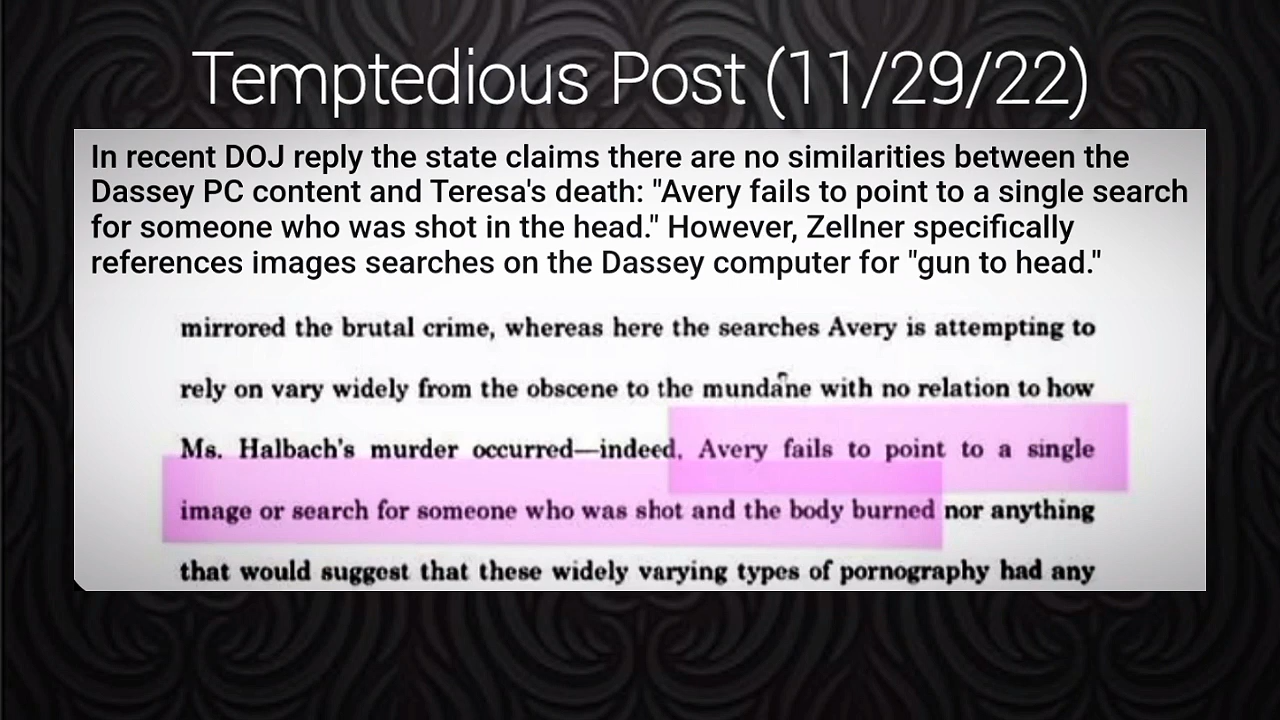 Temptedious Post (11/29/22)
In recent DOJ reply the state claims there are no similarities between the
Dassey PC content and Teresa's death: "Avery fails to point to a single search
for someone who was shot in the head." However, Zellner specifically
references images searches on the Dassey computer for "gun to head."
mirrored the brutal crime, whereas here the searches Avery is attempting to
rely on vary widely from the obscene to the mundane with no relation to how
Ms. Halbach's murder occurred—indeed, Avery fails to point to a single
image or search for someone who was shot and the body burned nor anything
that would suggest that these widely varying types of pornography had any